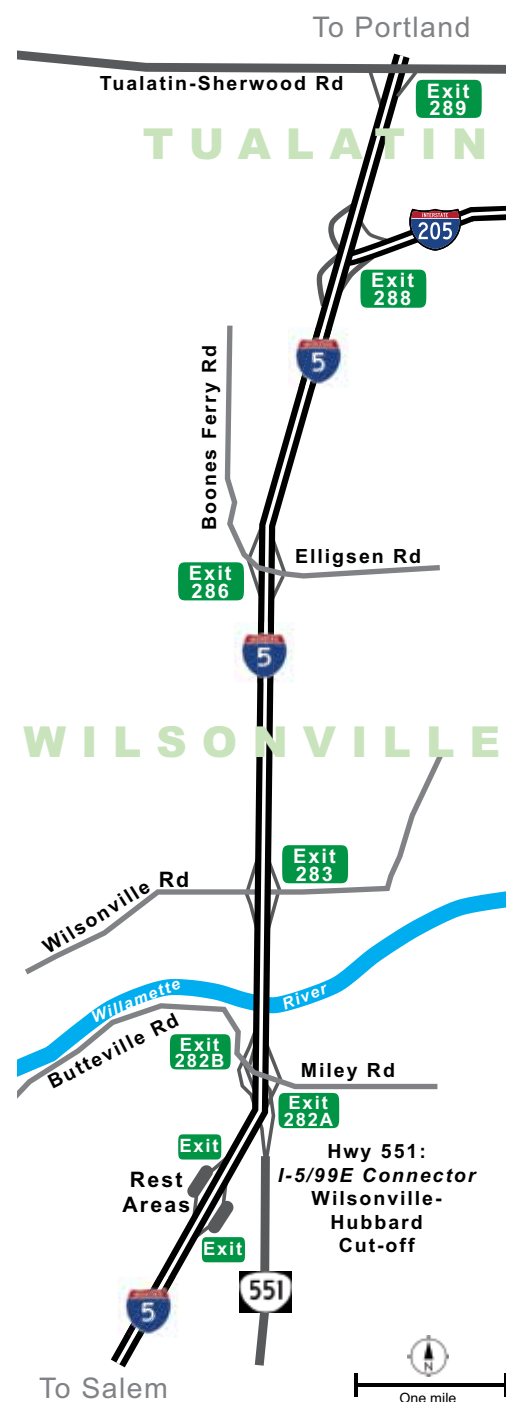 To Portland
Tualatin-Sherwood Rd
Exit
289
TUALATIN
INTERSTATE
205
Exit
288
5
Boones Ferry Rd
Elligsen Rd
Exit
286
5
WILSONVILLE
Exit
283
Wilsonville Rd
Willamette River
Butteville Rd
Exit
282B
Miley Rd
Exit
282A
Exit
Rest
Areas
Exit
Hwy 551:
I-5/99E Connector
Wilsonville-
Hubbard
Cut-off
551
5
To Salem
N
One mile